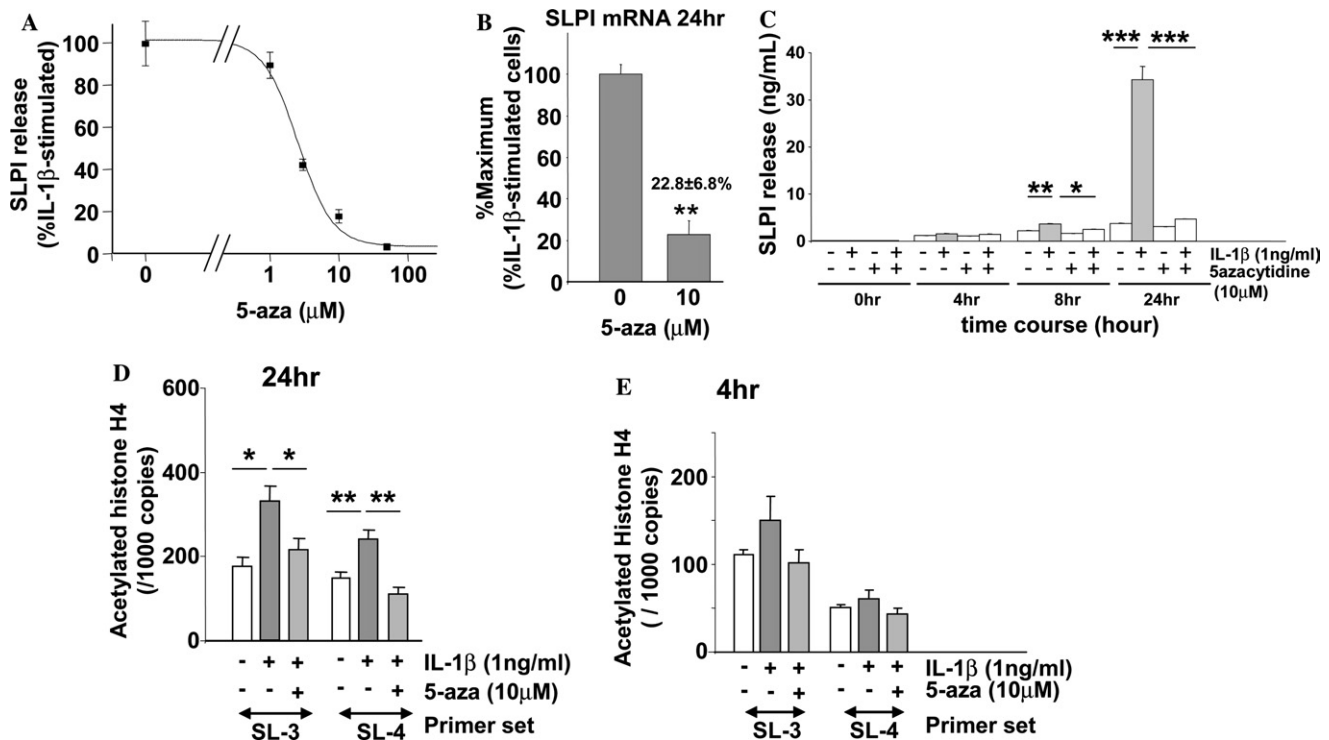 A
SLPI release
(%IL-1β-stimulated)
100
80
60
40
20
0
0 1 10 100
5-aza (μM)
B
SLPI mRNA 24hr
%Maximum
(%IL-1β-stimulated cells)
100
80
60
40
20
0
22.8±6.8%
**
0 10
5-aza (μM)
C
SLPI release (ng/mL)
40
30
20
10
0
** *
*** ***
- + - + - + - + - + - + - + - + IL-1β (1ng/ml)
- - + + - - + + - - + + - - + + 5azacytidine
(10μM)
0hr 4hr 8hr 24hr
time course (hour)
D
24hr
Acetylated histone H4
(/1000 copies)
600
400
200
0
* * ** **
- + + - + + IL-1β (1ng/ml)
- - + - - + 5-aza (10μM)
SL-3 SL-4 Primer set
E
4hr
Acetylated Histone H4
( / 1000 copies)
200
100
0
- + + - + + IL-1β (1ng/ml)
- - + - - + 5-aza (10μM)
SL-3 SL-4 Primer set